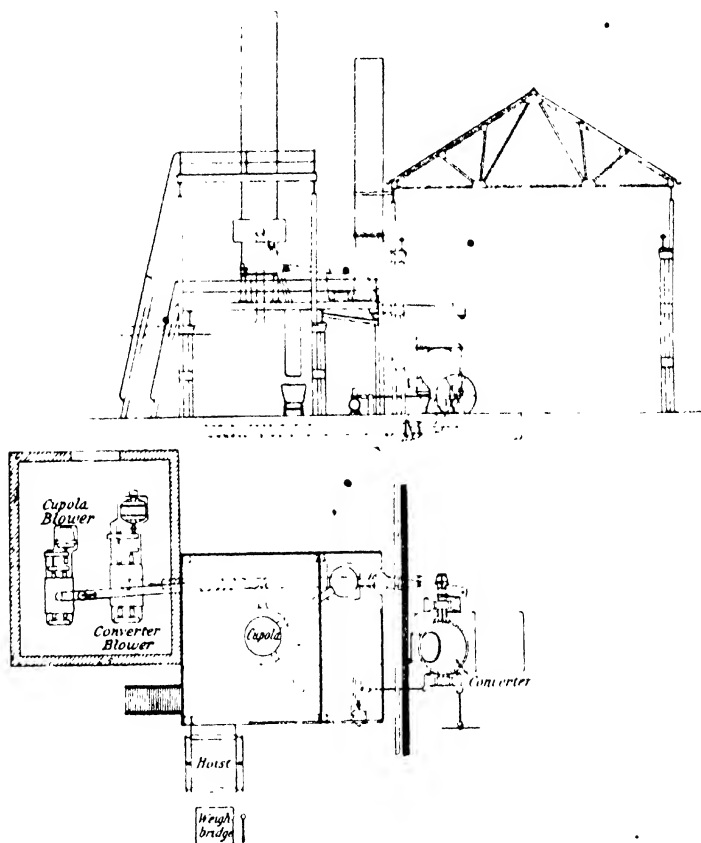 Cupola
Blower
Converter
Blower
Cupola
Converter
Hoist
Weigh
bridge